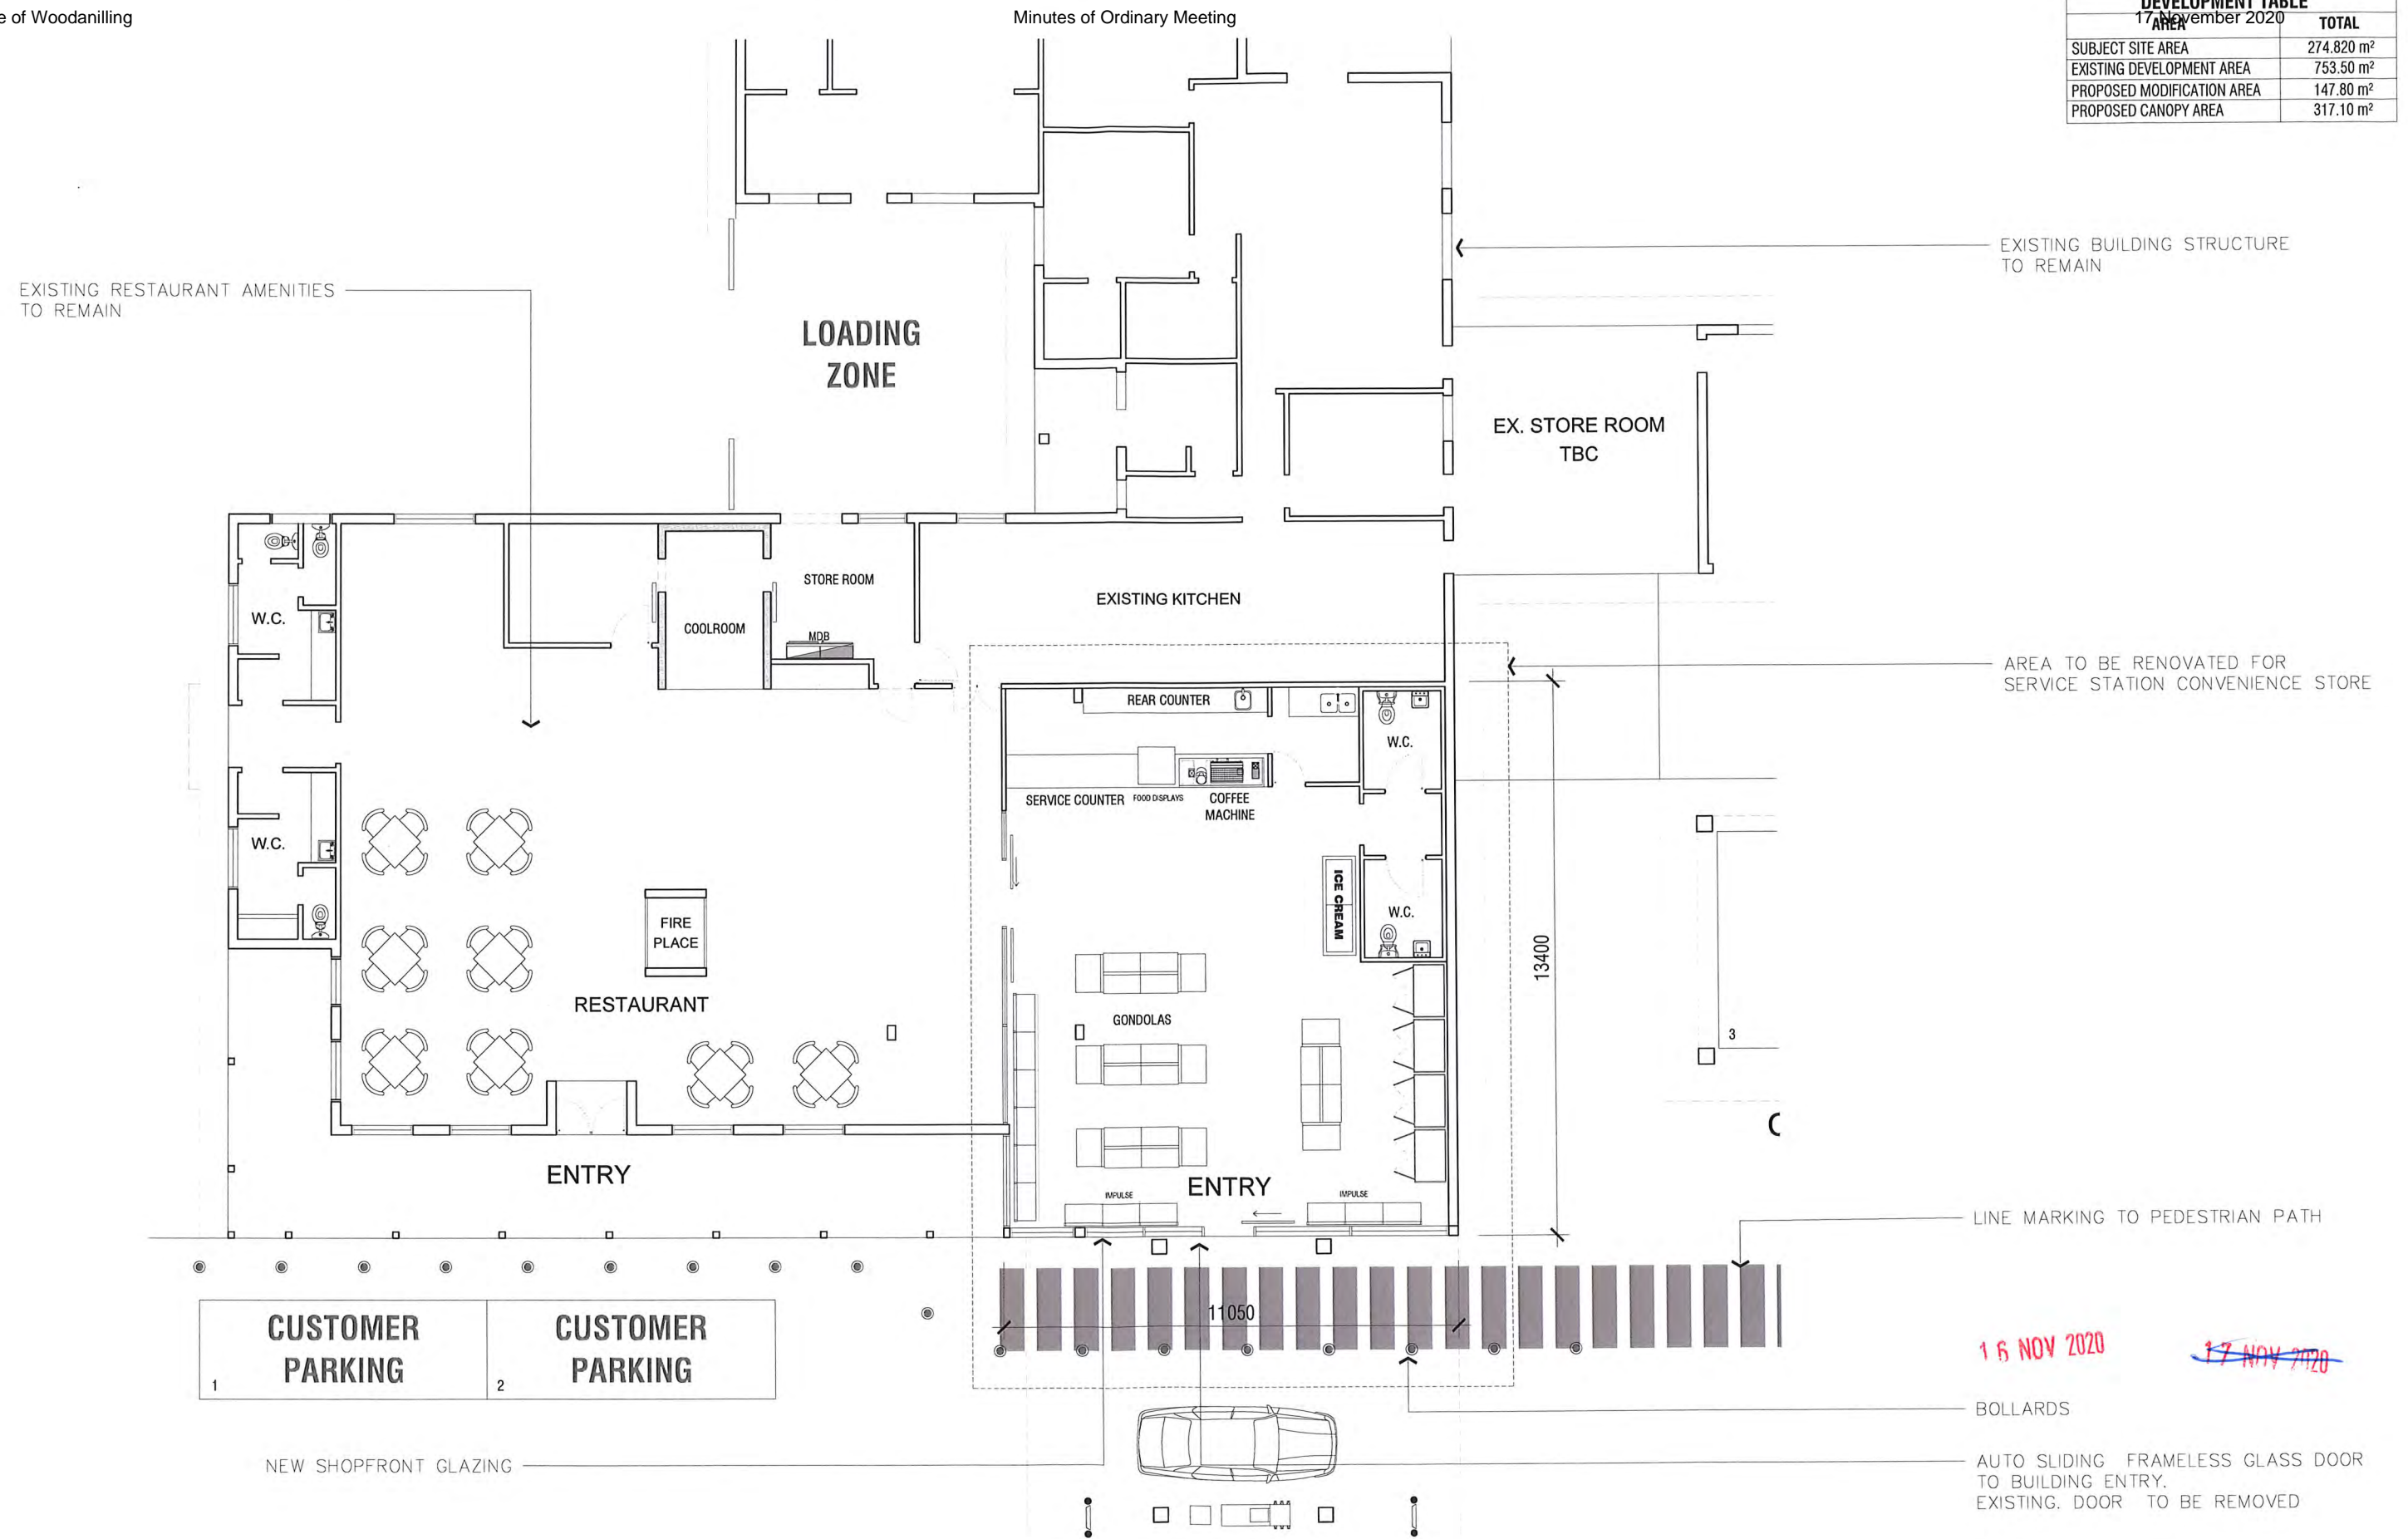 e of Woodanilling
Minutes of Ordinary Meeting
17 November 2020
DEVELOPMENT TABLE
AREA TOTAL
SUBJECT SITE AREA 274.820 m²
EXISTING DEVELOPMENT AREA 753.50 m²
PROPOSED MODIFICATION AREA 147.80 m²
PROPOSED CANOPY AREA 317.10 m²
EXISTING BUILDING STRUCTURE
TO REMAIN
EXISTING RESTAURANT AMENITIES
TO REMAIN
LOADING
ZONE
EX. STORE ROOM
TBC
STORE ROOM
EXISTING KITCHEN
W.C.
COOLROOM
MDB
AREA TO BE RENOVATED FOR
SERVICE STATION CONVENIENCE STORE
REAR COUNTER
W.C.
SERVICE COUNTER
FOOD DISPLAYS
COFFEE
MACHINE
W.C.
ICE CREAM
W.C.
FIRE
PLACE
13400
RESTAURANT
GONDOLAS
3
C
ENTRY
ENTRY
IMPULSE
IMPULSE
LINE MARKING TO PEDESTRIAN PATH
11050
CUSTOMER
PARKING
1
CUSTOMER
PARKING
2
16 NOV 2020
17 NOV 2020
BOLLARDS
NEW SHOPFRONT GLAZING
AUTO SLIDING FRAMELESS GLASS DOOR
TO BUILDING ENTRY.
EXISTING. DOOR TO BE REMOVED